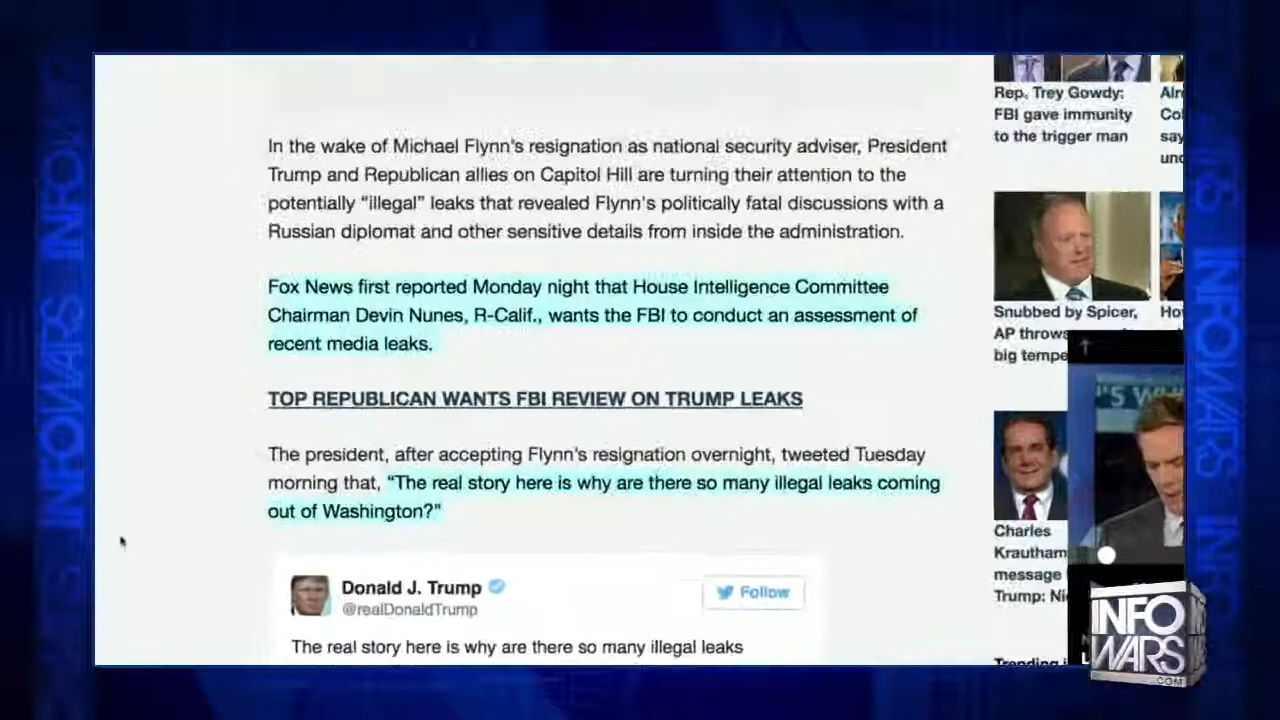 In the wake of Michael Flynn's resignation as national security adviser, President
Trump and Republican allies on Capitol Hill are turning their attention to the
potentially “illegal” leaks that revealed Flynn's politically fatal discussions with a
Russian diplomat and other sensitive details from inside the administration.
Fox News first reported Monday night that House Intelligence Committee
Chairman Devin Nunes, R-Calif., wants the FBI to conduct an assessment of
recent media leaks.
TOP REPUBLICAN WANTS FBI REVIEW ON TRUMP LEAKS
The president, after accepting Flynn's resignation overnight, tweeted Tuesday
morning that, “The real story here is why are there so many illegal leaks coming
out of Washington?"
Donald J. Trump
@realDonaldTrump
Follow
The real story here is why are there so many illegal leaks
Rep. Trey Gowdy:
FBI gave immunity
to the trigger man
Snubbed by Spicer,
AP throws
big tempe
Charles
Krautham
message
Trump: Ni
INFO
WARS
.COM
INFOWARS
INFOWARS